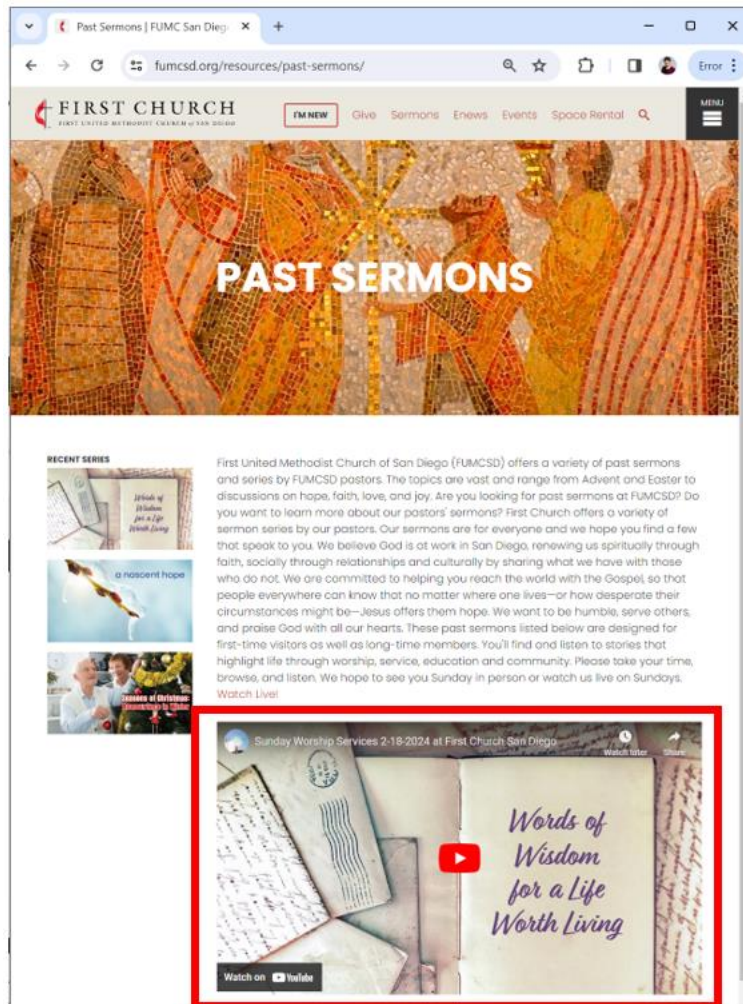 Past Sermons | FUMC San Dieg
fumcsd.org/resources/past-sermons/
Error
FIRST CHURCH
FIRST UNITED METHODIST CHURCH of SAN DIEGO
I'M NEW
Give
Sermons
Enews
Events
Space Rental
MENU
PAST SERMONS
RECENT SERIES
Words of
Wisdom
for a Life
Worth Living
a nascent hope
Seasons of Christmas:
First United Methodist Church of San Diego (FUMCSD) offers a variety of past sermons
and series by FUMCSD pastors. The topics are vast and range from Advent and Easter to
discussions on hope, faith, love, and joy. Are you looking for past sermons at FUMCSD? Do
you want to learn more about our pastors' sermons? First Church offers a variety of
sermon series by our pastors. Our sermons are for everyone and we hope you find a few
that speak to you. We believe God is at work in San Diego, renewing us spiritually through
faith, socially through relationships and culturally by sharing what we have with those
who do not. We are committed to helping you reach the world with the Gospel, so that
people everywhere can know that no matter where one lives—or how desperate their
circumstances might be—Jesus offers them hope. We want to be humble, serve others,
and praise God with all our hearts. These past sermons listed below are designed for
first-time visitors as well as long-time members. You'll find and listen to stories that
highlight life through worship, service, education and community. Please take your time,
browse, and listen. We hope to see you Sunday in person or watch us live on Sundays.
Watch Live!
Sunday Worship Services 2-18-2024 at First Church San Diego
Watch later
Share
Words of
Wisdom
for a Life
Worth Living
Watch on YouTube